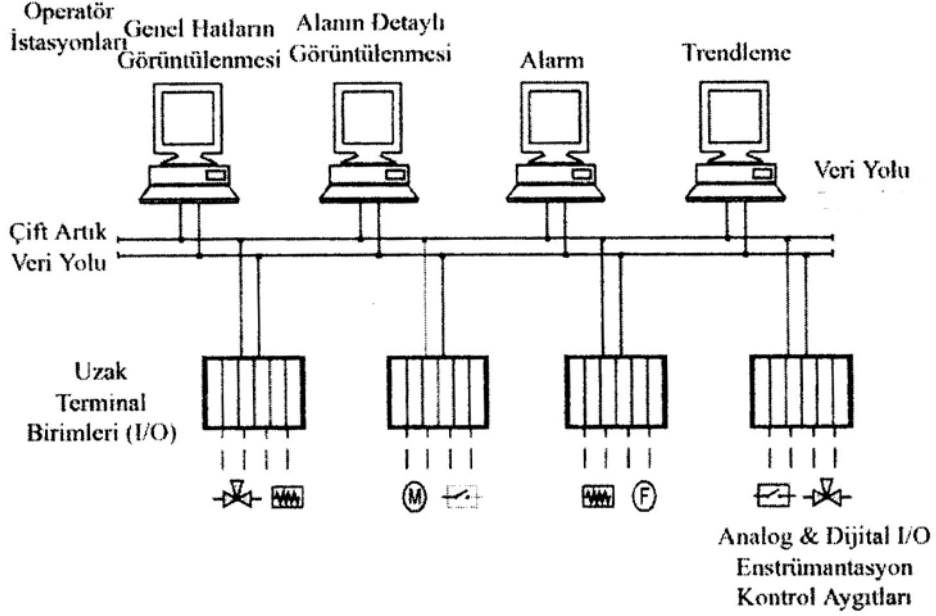 Operatör
İstasyonları
Genel Hatların
Görüntülenmesi
Alanın Detaylı
Görüntülenmesi
Alarm
Trendleme
Veri Yolu
Çift Artık
Veri Yolu
Uzak
Terminal
Birimleri (I/O)
M
F
Analog & Dijital I/O
Enstrümantasyon
Kontrol Aygıtları